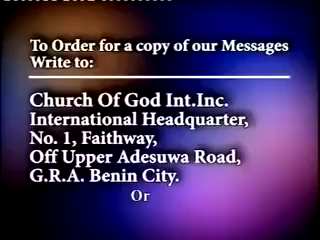 To Order for a copy of our Messages
Write to:
Church Of God Int.Inc.
International Headquarter,
No. 1, Faithway,
Off Upper Adesuwa Road,
G.R.A. Benin City.
Or